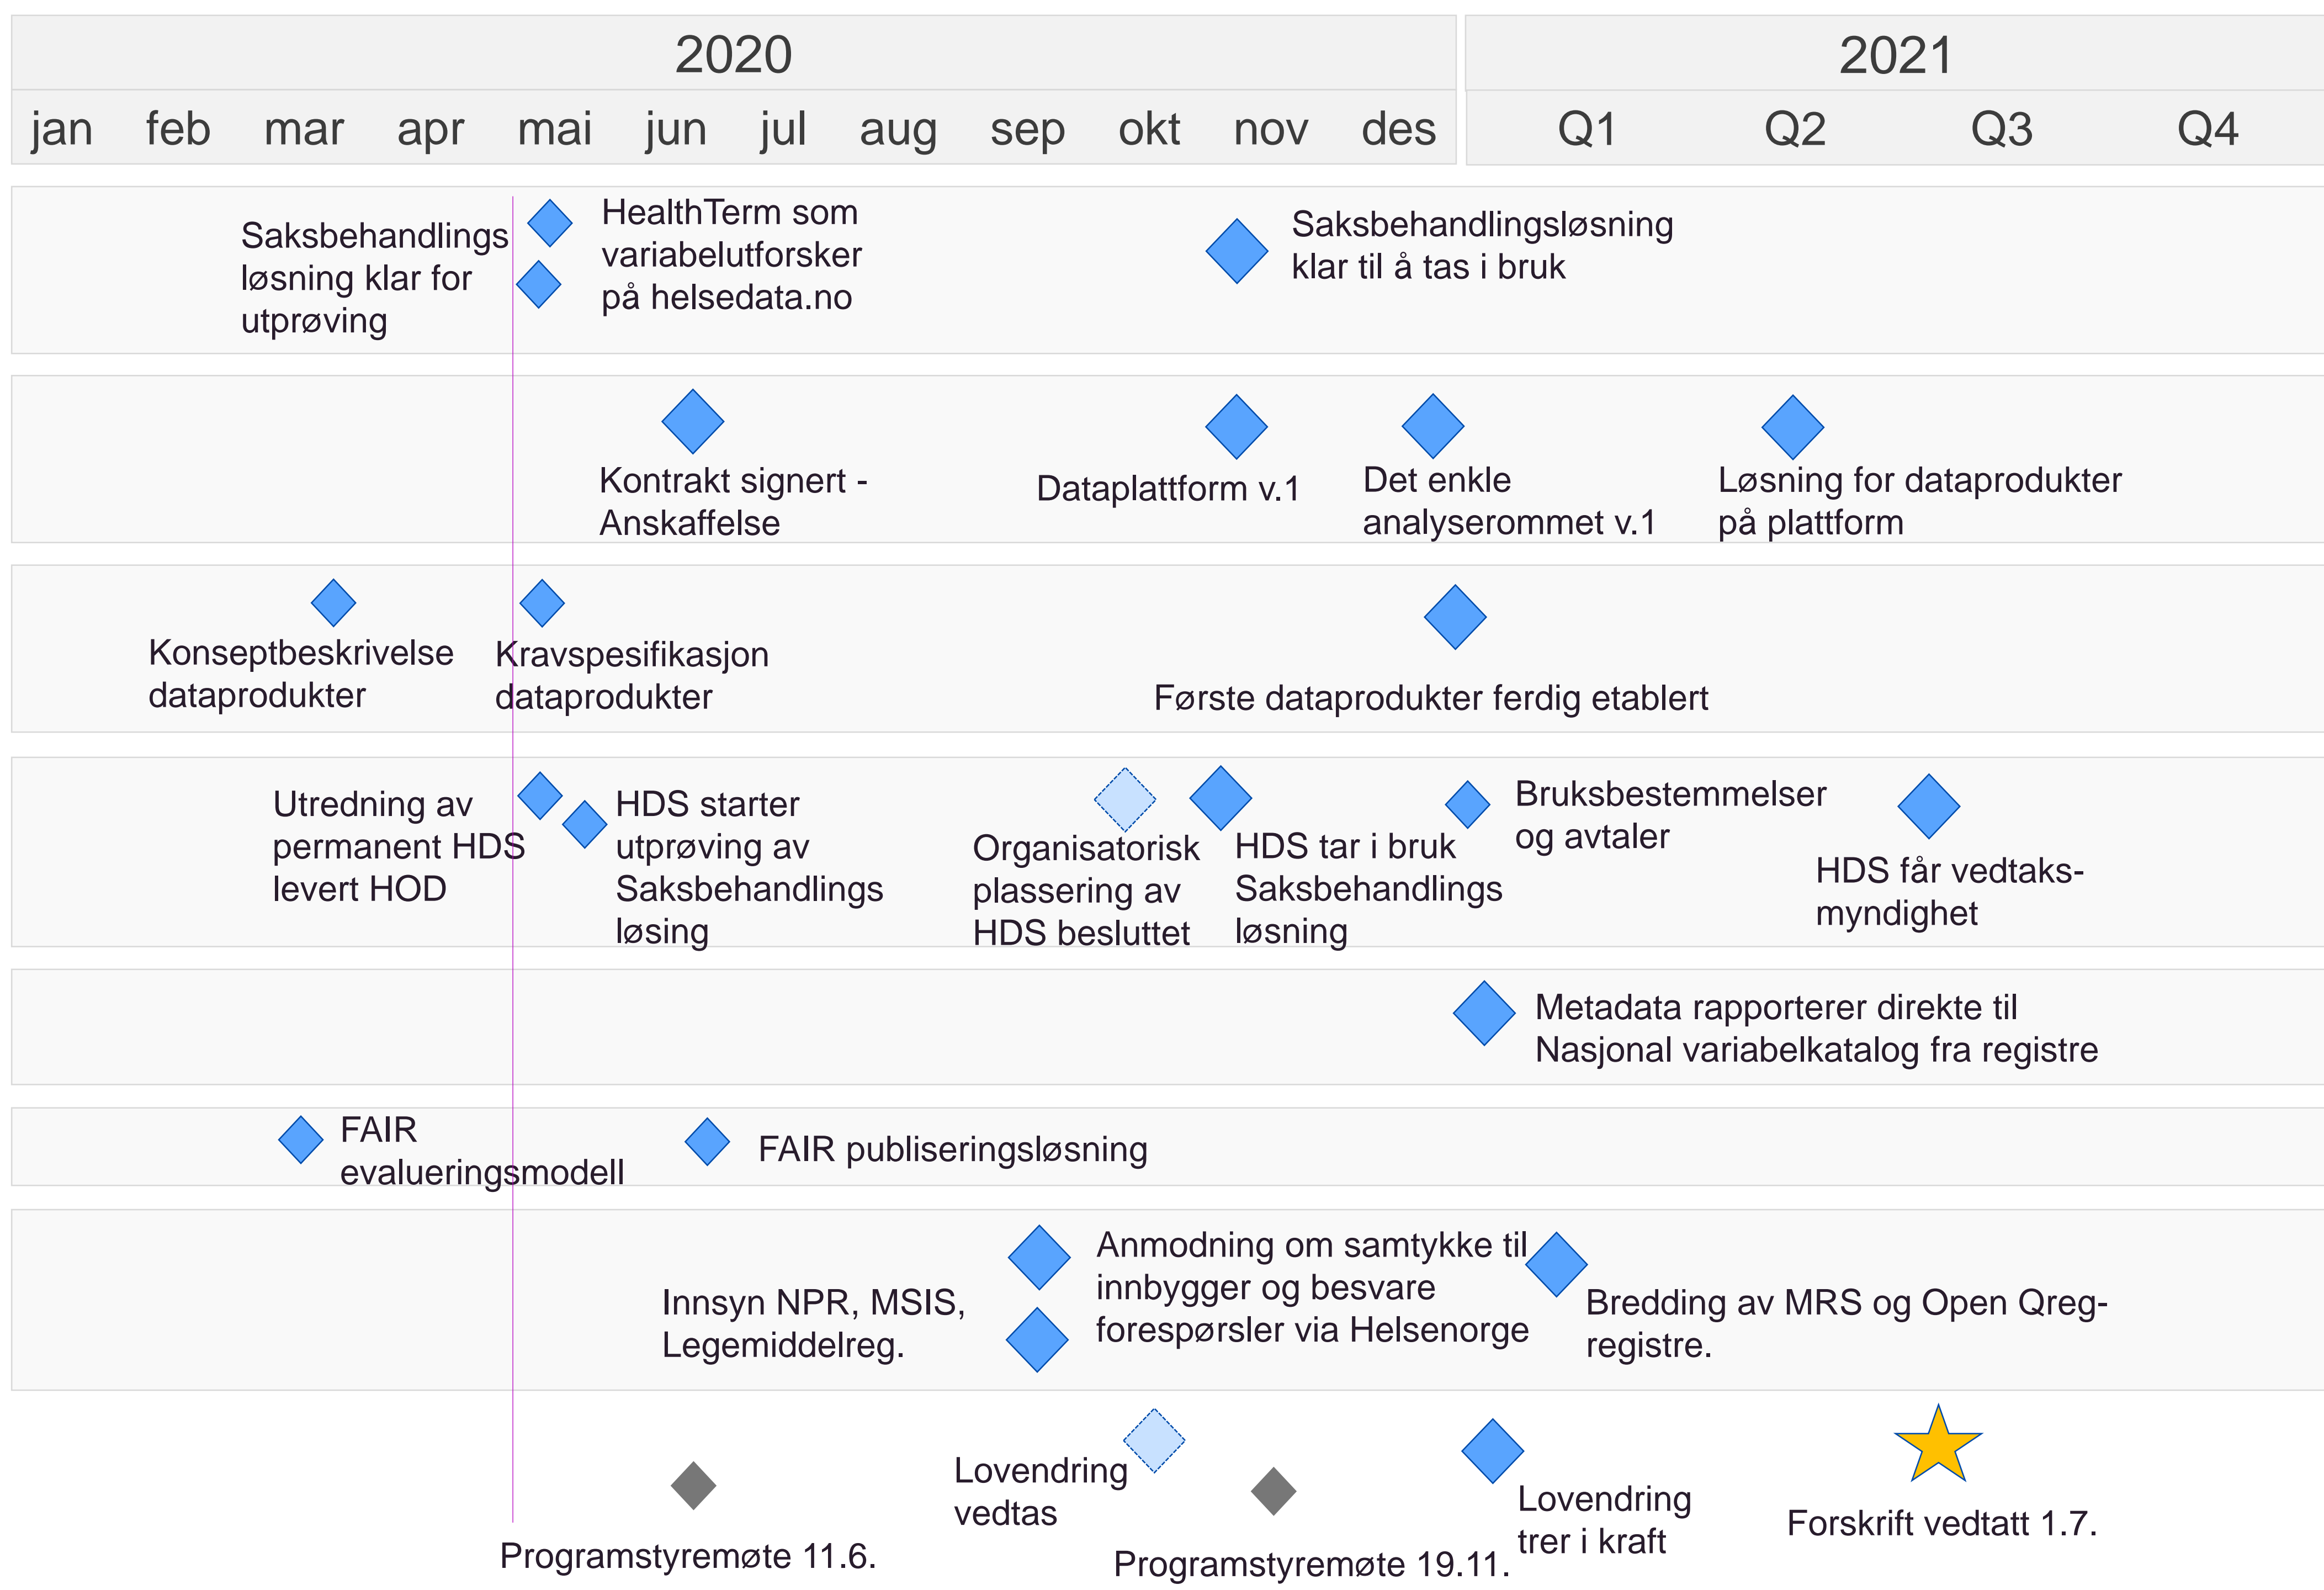 2020
2021
jan feb mar apr mai jun jul aug sep okt nov des
Q1 Q2 Q3 Q4
Saksbehandlings
løsning klar for
utprøving
HealthTerm som
variabelutforsker
på helsedata.no
Saksbehandlingsløsning
klar til å tas i bruk
Kontrakt signert -
Anskaffelse
Dataplattform v.1
Det enkle
analyserommet v.1
Løsning for dataprodukter
på plattform
Konseptbeskrivelse
dataprodukter
Kravspesifikasjon
dataprodukter
Første dataprodukter ferdig etablert
Utredning av
permanent HDS
levert HOD
HDS starter
utprøving av
Saksbehandlings
løsing
Organisatorisk
plassering av
HDS besluttet
HDS tar i bruk
Saksbehandlings
løsning
Bruksbestemmelser
og avtaler
HDS får vedtaks-
myndighet
Metadata rapporterer direkte til
Nasjonal variabelkatalog fra registre
FAIR
evalueringsmodell
FAIR publiseringsløsning
Innsyn NPR, MSIS,
Legemiddelreg.
Anmodning om samtykke til
innbygger og besvare
forespørsler via Helsenorge
Bredding av MRS og Open Qreg-
registre.
Programstyremøte 11.6.
Lovendring
vedtas
Programstyremøte 19.11.
Lovendring
trer i kraft
Forskrift vedtatt 1.7.